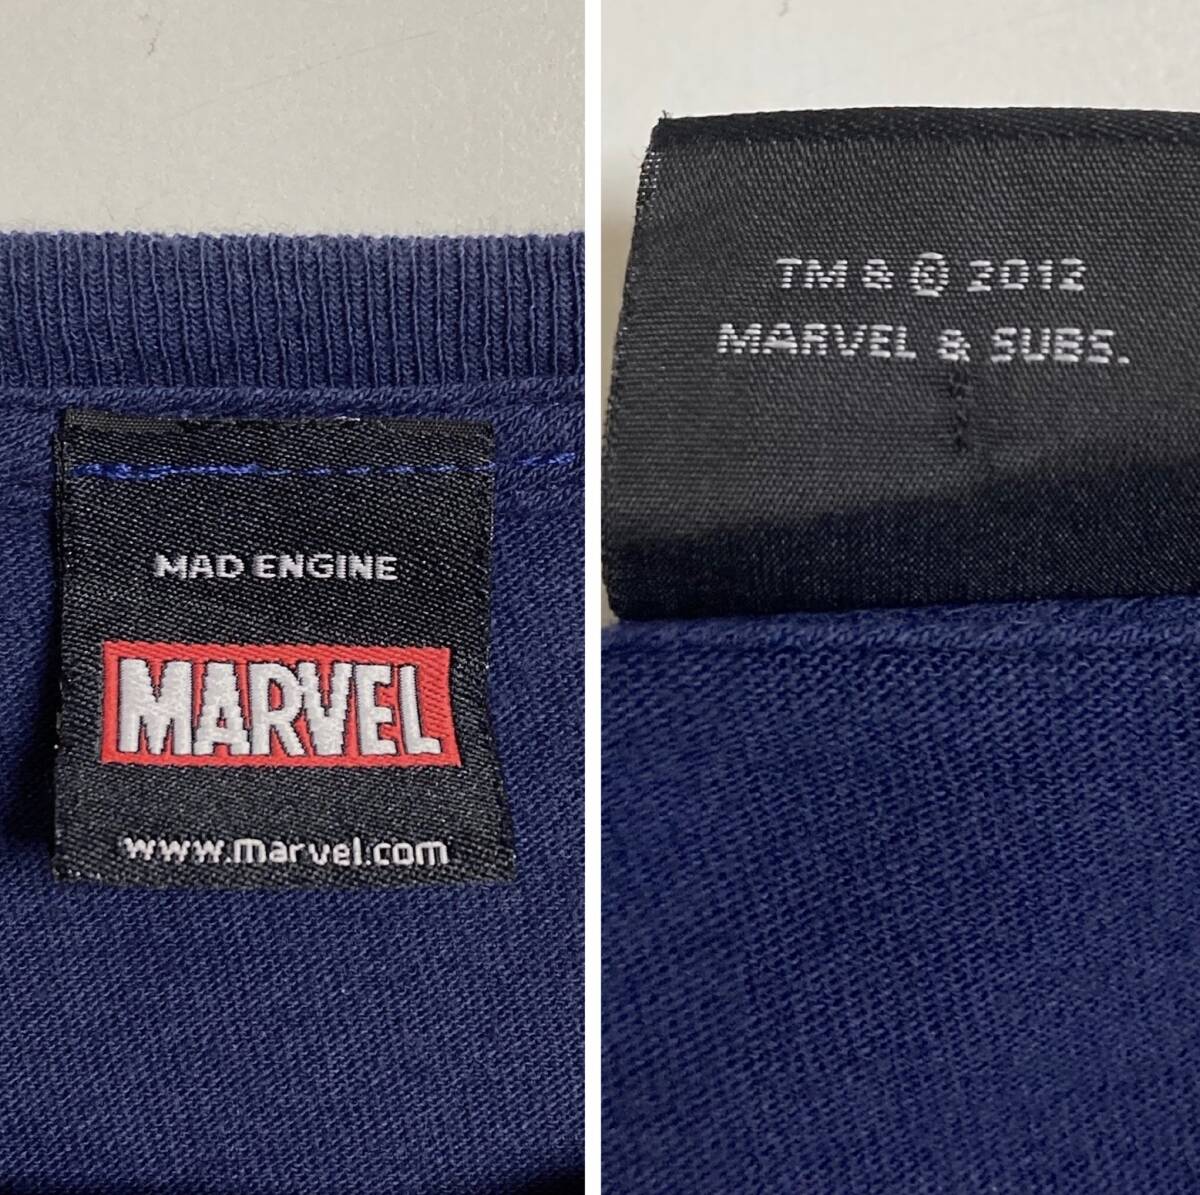 MAD ENGINE
MARVEL
www.marvel.com
TM & © 2012
MARVEL & SUBS.